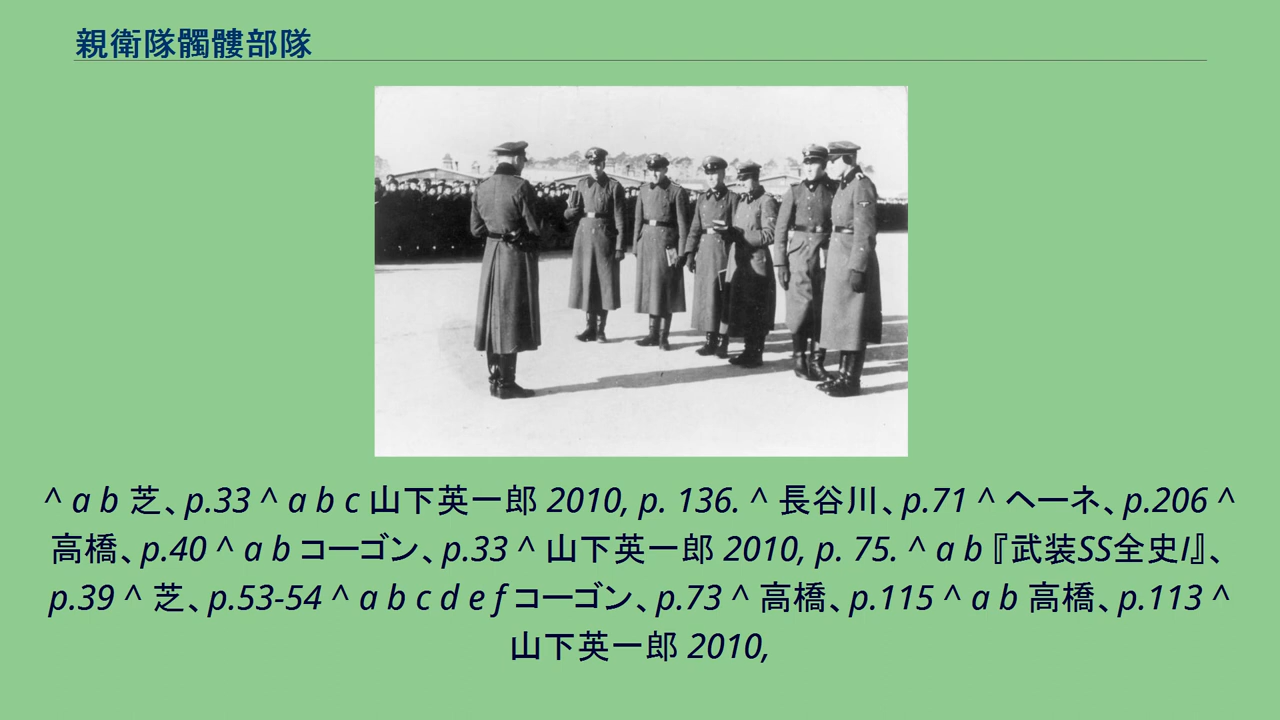 親衛隊髑髏部隊
^ a b 芝、p.33 ^ a b c 山下英一郎 2010, p. 136. ^ 長谷川、p.71 ^ ヘーネ、p.206 ^
高橋、p.40 ^ a b コーゴン、p.33 ^ 山下英一郎 2010, p. 75. ^ a b『武装SS全史I』、
p.39 ^ 芝、p.53-54 ^ a b c d e f コーゴン、p.73 ^ 高橋、p.115 ^ a b 高橋、p.113 ^
山下英一郎 2010,